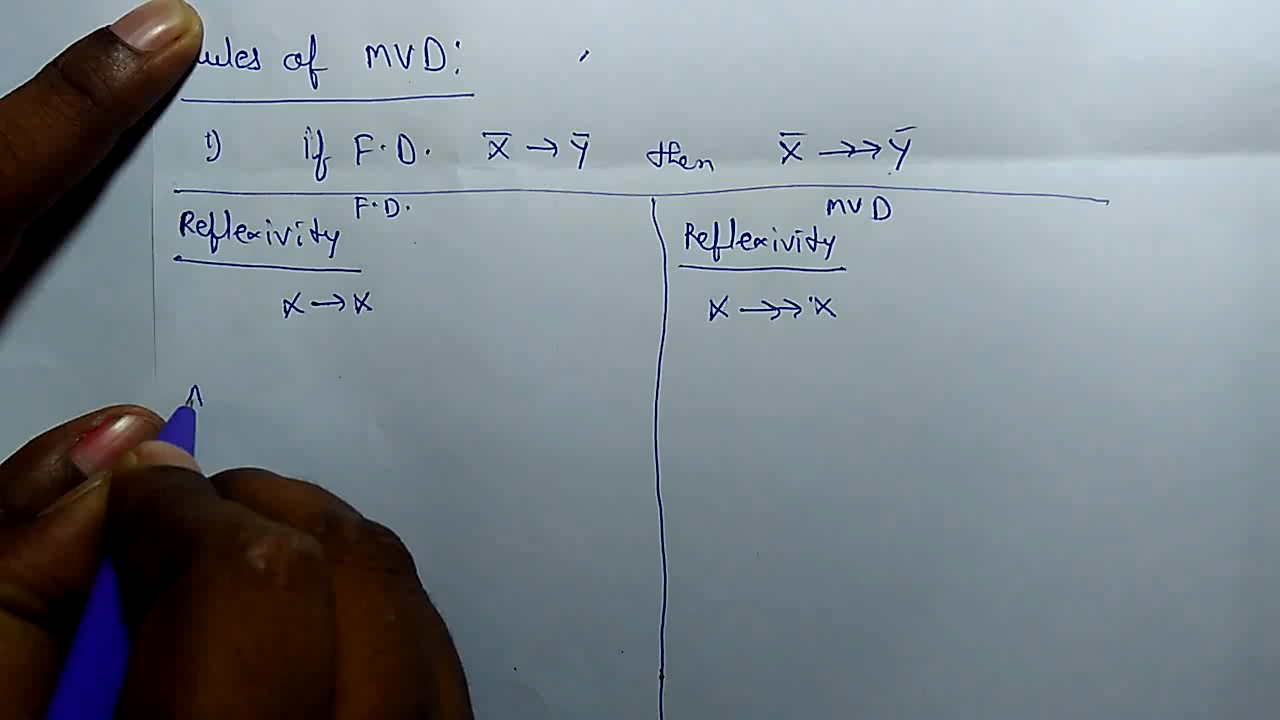 ules of MVD:
1) if F.D. X̅ → Y̅ then X̅ →→ Y̅
F.D.
Reflexivity
X → X
A
MVD
Reflexivity
X →→ X